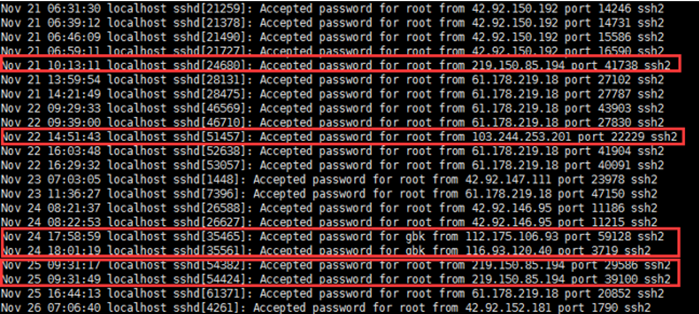 Nov 21 06:31:30 localhost sshd[21259]: Accepted password for root from 42.92.150.192 port 14246 ssh2
Nov 21 06:39:12 localhost sshd[21378]: Accepted password for root from 42.92.150.192 port 14731 ssh2
Nov 21 06:46:09 localhost sshd[21490]: Accepted password for root from 42.92.150.192 port 15586 ssh2
Nov 21 06:59:11 localhost sshd[21727]: Accepted password for root from 42.92.150.192 port 16590 ssh2
Nov 21 10:13:11 localhost sshd[24680]: Accepted password for root from 219.150.85.194 port 41738 ssh2
Nov 21 13:59:54 localhost sshd[28131]: Accepted password for root from 61.178.219.18 port 27102 ssh2
Nov 21 14:21:49 localhost sshd[28475]: Accepted password for root from 61.178.219.18 port 27787 ssh2
Nov 22 09:29:33 localhost sshd[46569]: Accepted password for root from 61.178.219.18 port 43903 ssh2
Nov 22 09:39:00 localhost sshd[46710]: Accepted password for root from 61.178.219.18 port 27830 ssh2
Nov 22 14:51:43 localhost sshd[51457]: Accepted password for root from 103.244.253.201 port 22229 ssh2
Nov 22 16:03:48 localhost sshd[52638]: Accepted password for root from 61.178.219.18 port 41904 ssh2
Nov 22 16:29:32 localhost sshd[53057]: Accepted password for root from 61.178.219.18 port 40091 ssh2
Nov 23 07:03:05 localhost sshd[1448]: Accepted password for root from 42.92.147.111 port 23978 ssh2
Nov 23 11:36:27 localhost sshd[7396]: Accepted password for root from 61.178.219.18 port 47150 ssh2
Nov 24 08:21:37 localhost sshd[26588]: Accepted password for root from 42.92.146.95 port 11186 ssh2
Nov 24 08:22:53 localhost sshd[26627]: Accepted password for root from 42.92.146.95 port 11215 ssh2
Nov 24 17:58:59 localhost sshd[35465]: Accepted password for gbk from 112.175.106.93 port 59128 ssh2
Nov 24 18:01:19 localhost sshd[35561]: Accepted password for gbk from 116.93.120.40 port 3719 ssh2
Nov 25 09:31:17 localhost sshd[54382]: Accepted password for root from 219.150.85.194 port 29586 ssh2
Nov 25 09:31:49 localhost sshd[54424]: Accepted password for root from 219.150.85.194 port 39100 ssh2
Nov 25 16:44:13 localhost sshd[61371]: Accepted password for root from 61.178.219.18 port 20852 ssh2
Nov 26 07:06:40 localhost sshd[4261]: Accepted password for root from 42.92.152.181 port 1790 ssh2